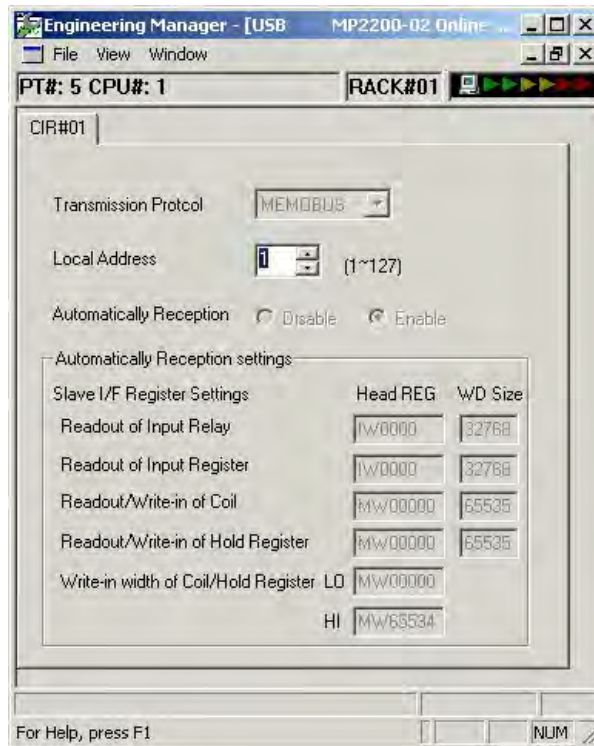 Engineering Manager - [USB MP2200-02 Online ...
File View Window
PT#: 5 CPU#: 1 RACK#01
CIR#01
Transmission Protcol MEMOBUS
Local Address 1 (1~127)
Automatically Reception Disable Enable
Automatically Reception settings
Slave I/F Register Settings Head REG WD Size
Readout of Input Relay IW0000 32768
Readout of Input Register IW0000 32768
Readout/Write-in of Coil MW00000 65535
Readout/Write-in of Hold Register MW00000 65535
Write-in width of Coil/Hold Register LO MW00000
HI MW65534
For Help, press F1 NUM